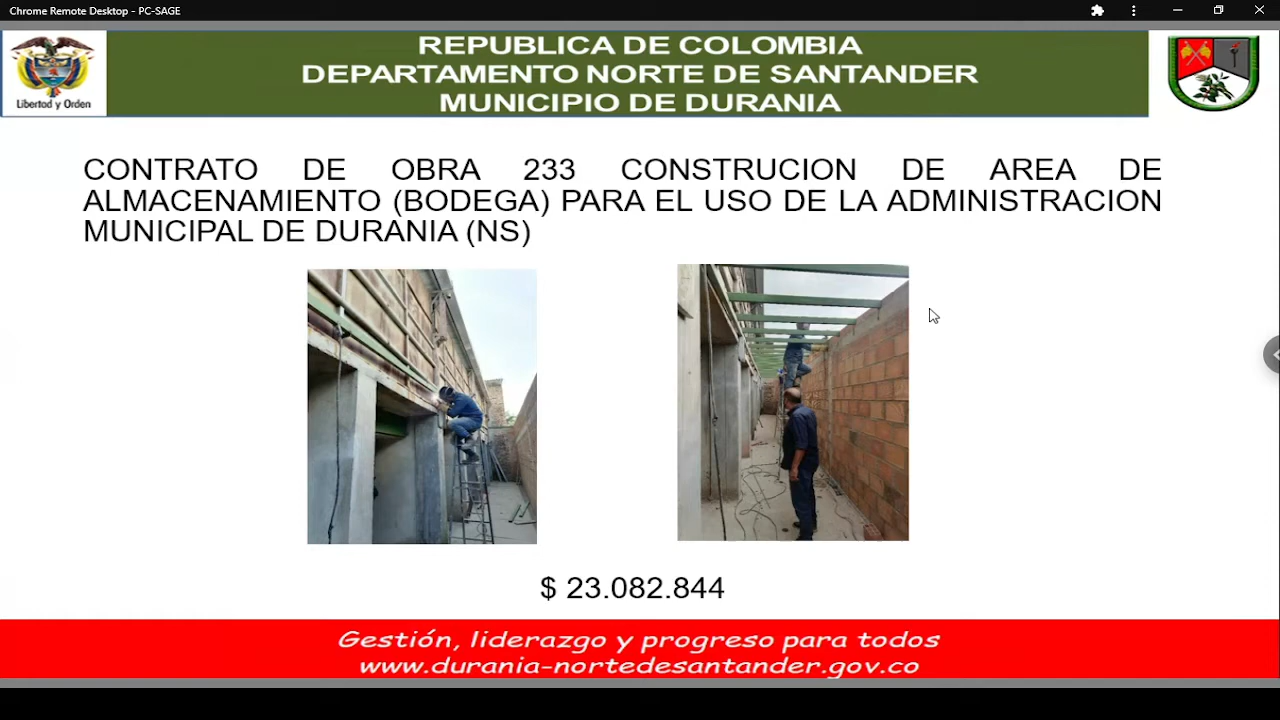 Chrome Remote Desktop - PC-SAGE
REPUBLICA DE COLOMBIA
DEPARTAMENTO NORTE DE SANTANDER
MUNICIPIO DE DURANIA
Libertad y Orden
CONTRATO DE OBRA 233 CONSTRUCION DE AREA DE
ALMACENAMIENTO (BODEGA) PARA EL USO DE LA ADMINISTRACION
MUNICIPAL DE DURANIA (NS)
$ 23.082.844
Gestión, liderazgo y progreso para todos
www.durania-nortedesantander.gov.co